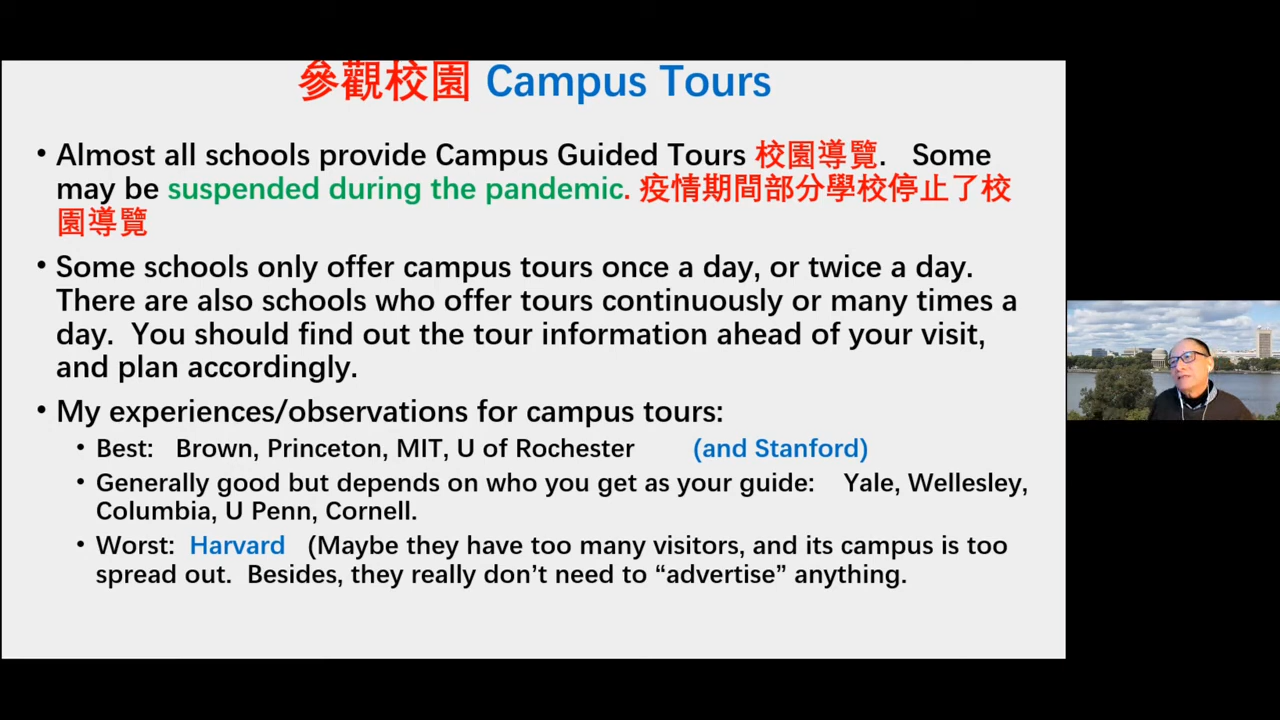 參觀校園 Campus Tours
• Almost all schools provide Campus Guided Tours 校園導覽. Some
may be suspended during the pandemic. 疫情期間部分學校停止了校
園導覽
• Some schools only offer campus tours once a day, or twice a day.
There are also schools who offer tours continuously or many times a
day. You should find out the tour information ahead of your visit,
and plan accordingly.
• My experiences/observations for campus tours:
• Best: Brown, Princeton, MIT, U of Rochester (and Stanford)
• Generally good but depends on who you get as your guide: Yale, Wellesley,
Columbia, U Penn, Cornell.
• Worst: Harvard (Maybe they have too many visitors, and its campus is too
spread out. Besides, they really don’t need to “advertise” anything.